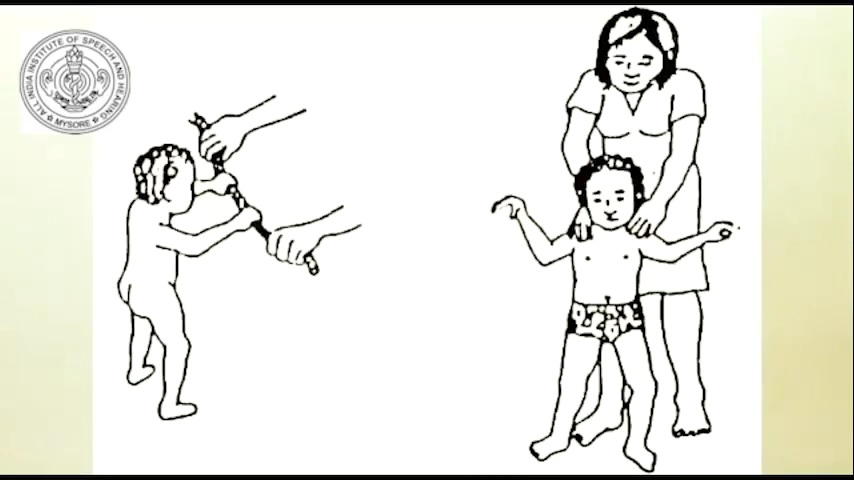 ALL INDIA INSTITUTE OF SPEECH AND HEARING
MYSORE